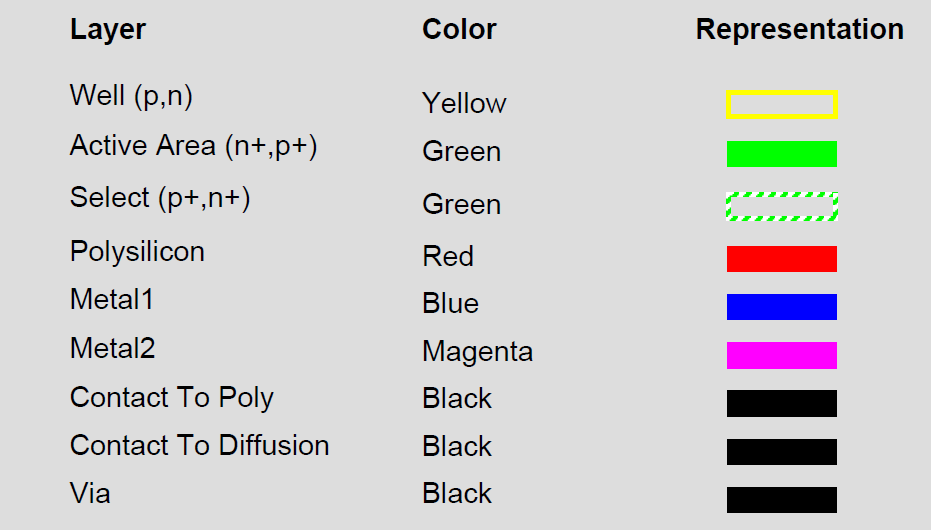 Layer Color Representation
Well (p,n) Yellow
Active Area (n+,p+) Green
Select (p+,n+) Green
Polysilicon Red
Metal1 Blue
Metal2 Magenta
Contact To Poly Black
Contact To Diffusion Black
Via Black